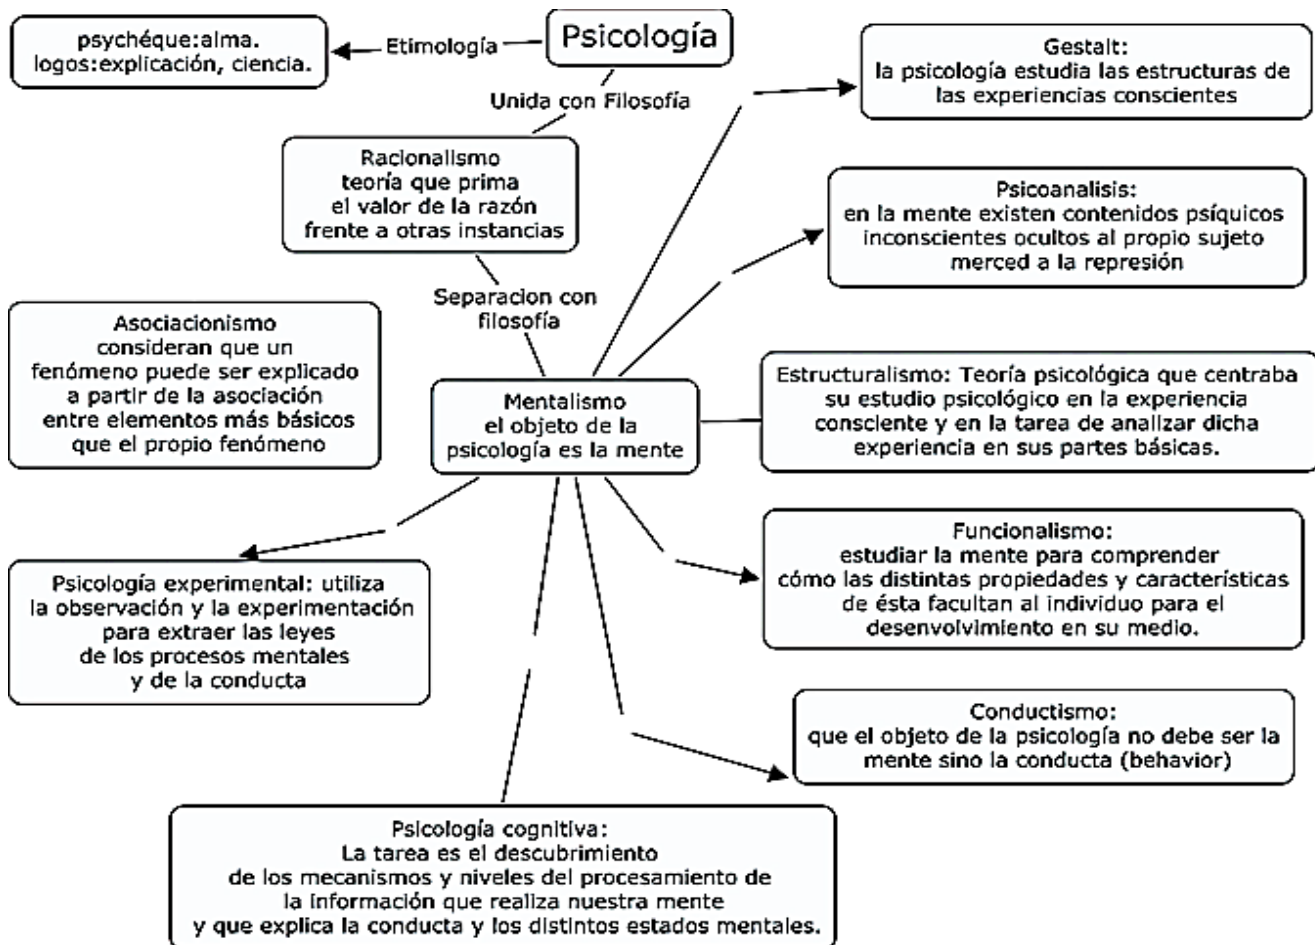 Psicología
Etimología
psychéque:alma.
logos:explicación, ciencia.
Unida con Filosofía
Racionalismo
teoría que prima
el valor de la razón
frente a otras instancias
Separacion con
filosofía
Mentalismo
el objeto de la
psicología es la mente
Gestalt:
la psicología estudia las estructuras de
las experiencias conscientes
Psicoanalisis:
en la mente existen contenidos psíquicos
inconscientes ocultos al propio sujeto
merced a la represión
Estructuralismo: Teoría psicológica que centraba
su estudio psicológico en la experiencia
consciente y en la tarea de analizar dicha
experiencia en sus partes básicas.
Funcionalismo:
estudiar la mente para comprender
cómo las distintas propiedades y características
de ésta facultan al individuo para el
desenvolvimiento en su medio.
Conductismo:
que el objeto de la psicología no debe ser la
mente sino la conducta (behavior)
Asociacionismo
consideran que un
fenómeno puede ser explicado
a partir de la asociación
entre elementos más básicos
que el propio fenómeno
Psicología experimental: utiliza
la observación y la experimentación
para extraer las leyes
de los procesos mentales
y de la conducta
Psicología cognitiva:
La tarea es el descubrimiento
de los mecanismos y niveles del procesamiento de
la información que realiza nuestra mente
y que explica la conducta y los distintos estados mentales.